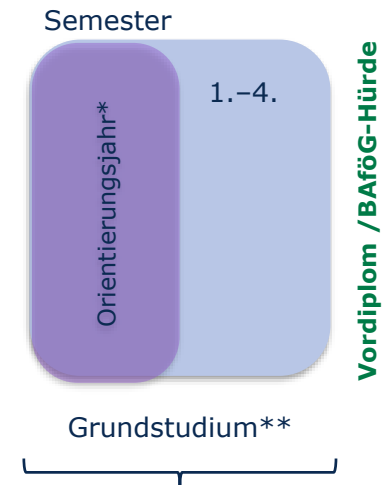 Semester
1.–4.
Orientierungsjahr*
Vordiplom /BAföG-Hürde
Grundstudium**